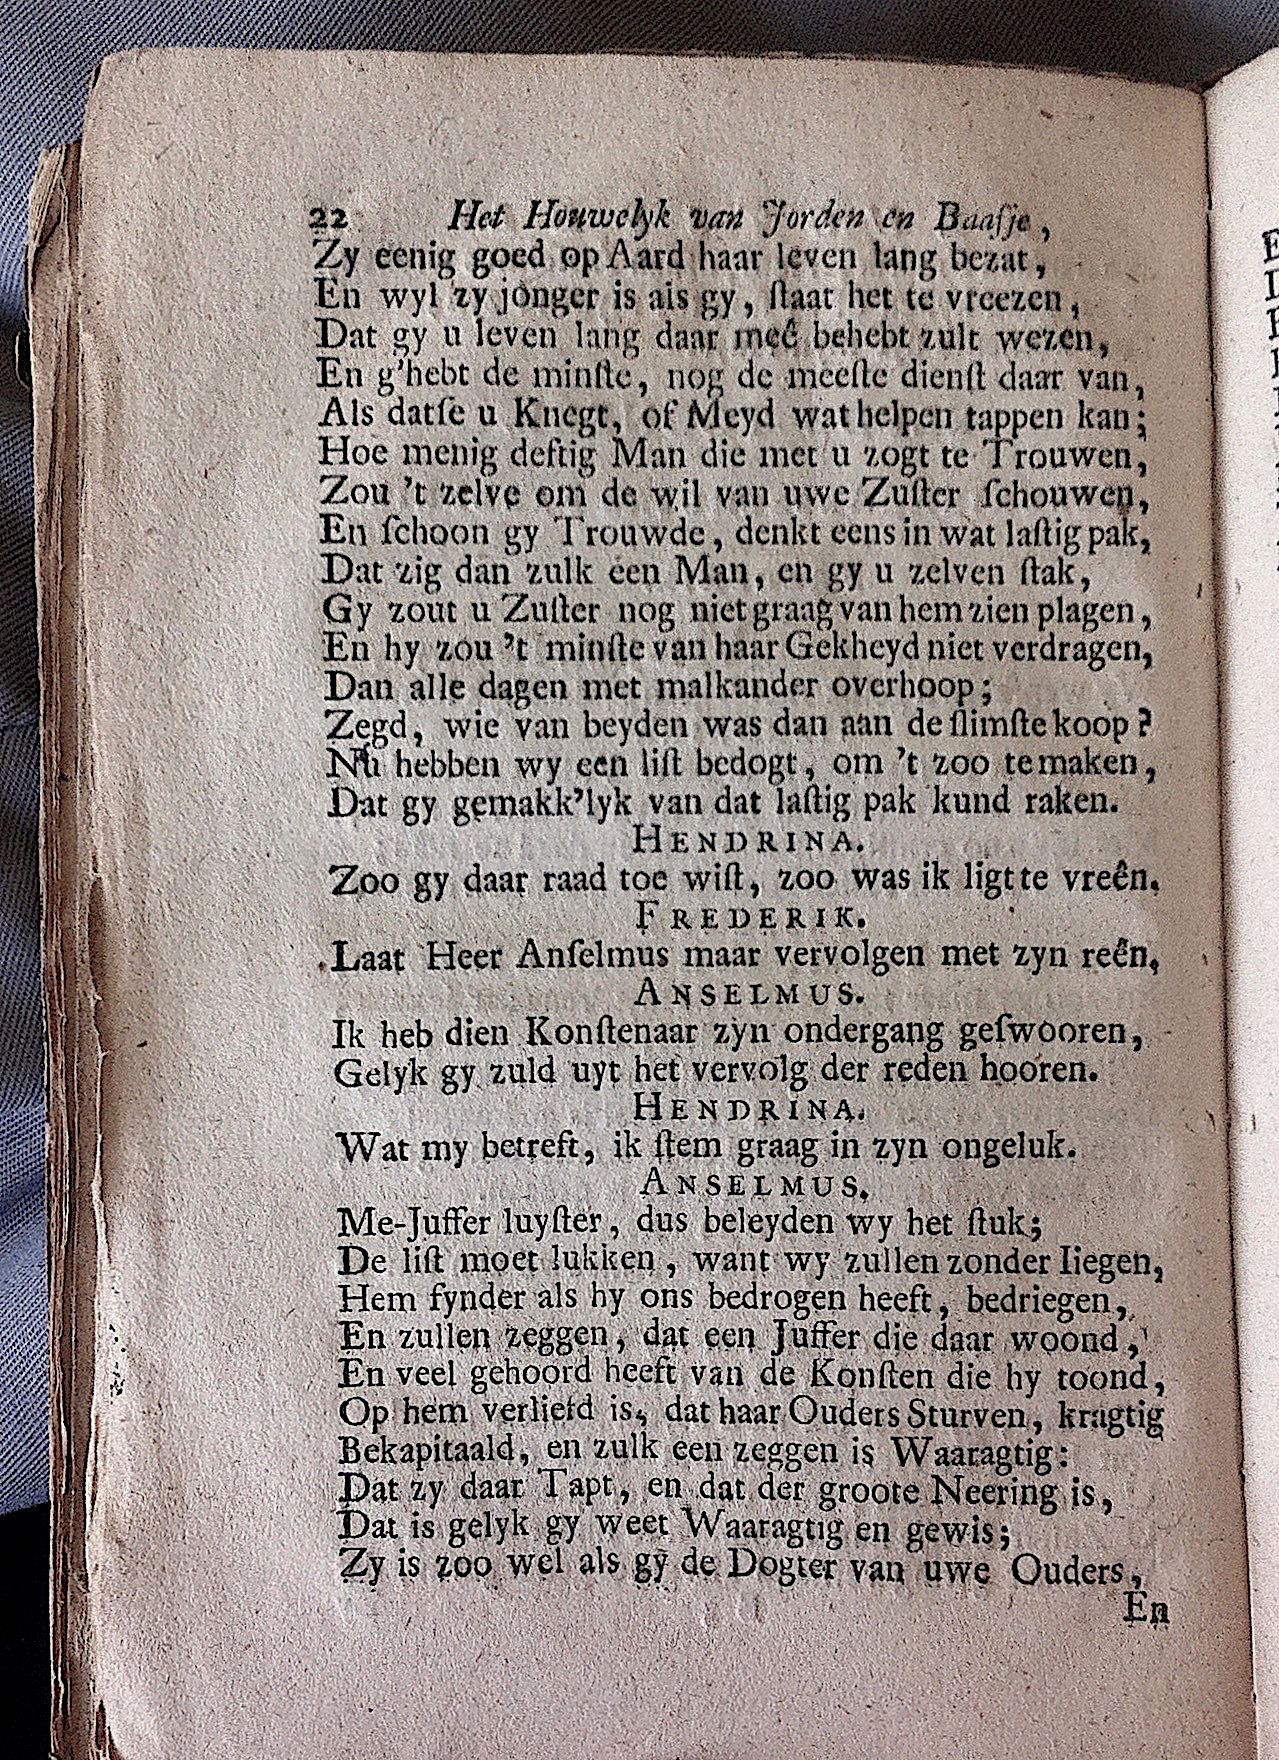 22 Het Houwelyk van Jorden en Baaſje,
Zy eenig goed op Aard haar leven lang bezat,
En wyl zy jonger is als gy, ſtaat het te vreezen,
Dat gy u leven lang daar meê behebt zult wezen,
En g'hebt de minſte, nog de meeſte dienſt daar van,
Als datſe u Knegt, of Meyd wat helpen tappen kan;
Hoe menig deftig Man die met u zogt te Trouwen,
Zou 't zelve om de wil van uwe Zuſter ſchouwen,
En ſchoon gy Trouwde, denkt eens in wat laſtig pak,
Dat zig dan zulk een Man, en gy u zelven ſtak,
Gy zout u Zuſter nog niet graag van hem zien plagen,
En hy zou 't minſte van haar Gekheyd niet verdragen,
Dan alle dagen met malkander overhoop;
Zegd, wie van beyden was dan aan de ſlimſte koop?
Nu hebben wy een liſt bedogt, om 't zoo te maken,
Dat gy gemakk'lyk van dat laſtig pak kund raken.
HENDRINA.
Zoo gy daar raad toe wiſt, zoo was ik ligt te vreên.
FREDERIK.
Laat Heer Anſelmus maar vervolgen met zyn reên,
ANSELMUS.
Ik heb dien Konſtenaar zyn ondergang geſwooren,
Gelyk gy zuld uyt het vervolg der reden hooren.
HENDRINA.
Wat my betreft, ik ſtem graag in zyn ongeluk.
ANSELMUS.
Me-Juffer luyſter, dus beleyden wy het ſtuk;
De liſt moet lukken, want wy zullen zonder liegen,
Hem fynder als hy ons bedrogen heeft, bedriegen,
En zullen zeggen, dat een Juffer die daar woond,
En veel gehoord heeft van de Konſten die hy toond,
Op hem verliefd is, dat haar Ouders Sturven, kragtig
Bekapitaald, en zulk een zeggen is Waaragtig:
Dat zy daar Tapt, en dat der groote Neering is,
Dat is gelyk gy weet Waaragtig en gewis;
Zy is zoo wel als gy de Dogter van uwe Ouders,
En